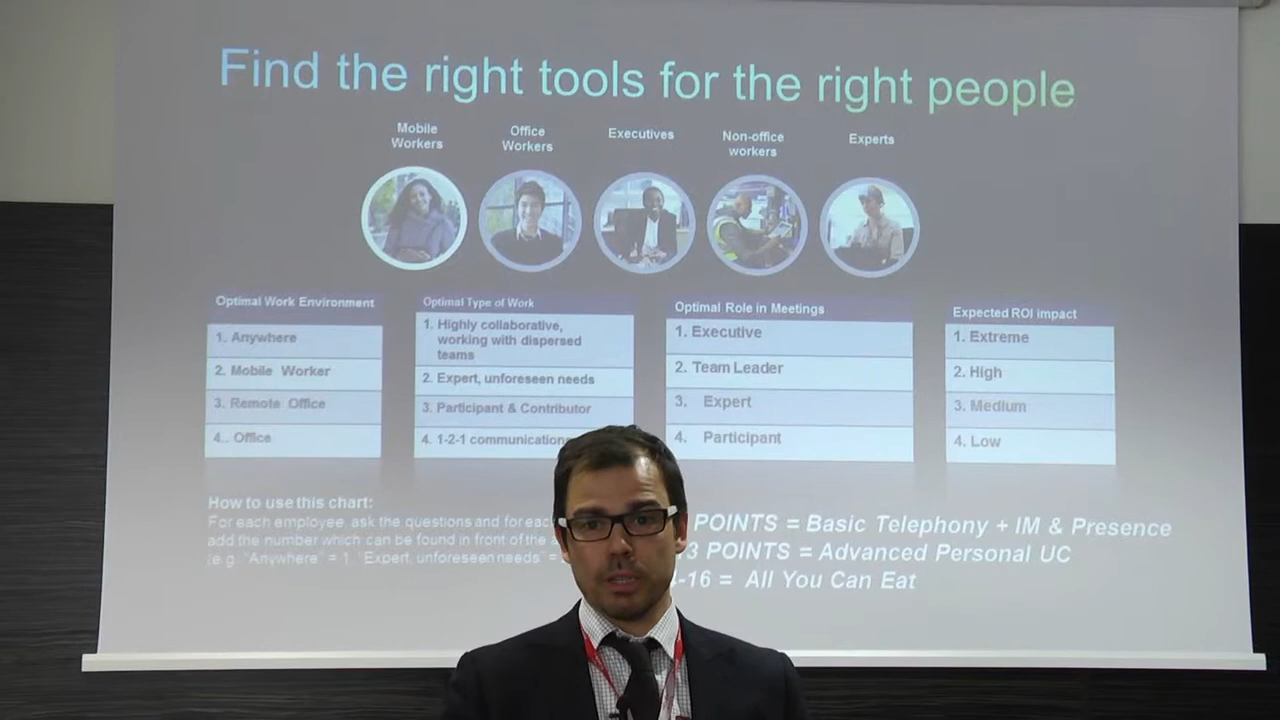 Find the right tools for the right people
Mobile
Workers
Office
Workers
Executives
Non-office
workers
Experts
Optimal Work Environment
1. Anywhere
2. Mobile Worker
3. Remote Office
4.. Office
Optimal Type of Work
1. Highly collaborative,
working with dispersed
teams
2. Expert, unforeseen needs
3. Participant & Contributor
4. 1-2-1 communication
Optimal Role in Meetings
1. Executive
2. Team Leader
3. Expert
4. Participant
Expected ROI impact
1. Extreme
2. High
3. Medium
4. Low
How to use this chart:
For each employee, ask the questions and for each
add the number which can be found in front of the
(e.g. "Anywhere" = 1, "Expert, unforeseen needs" =
POINTS = Basic Telephony + IM & Presence
13 POINTS = Advanced Personal UC
-16 = All You Can Eat